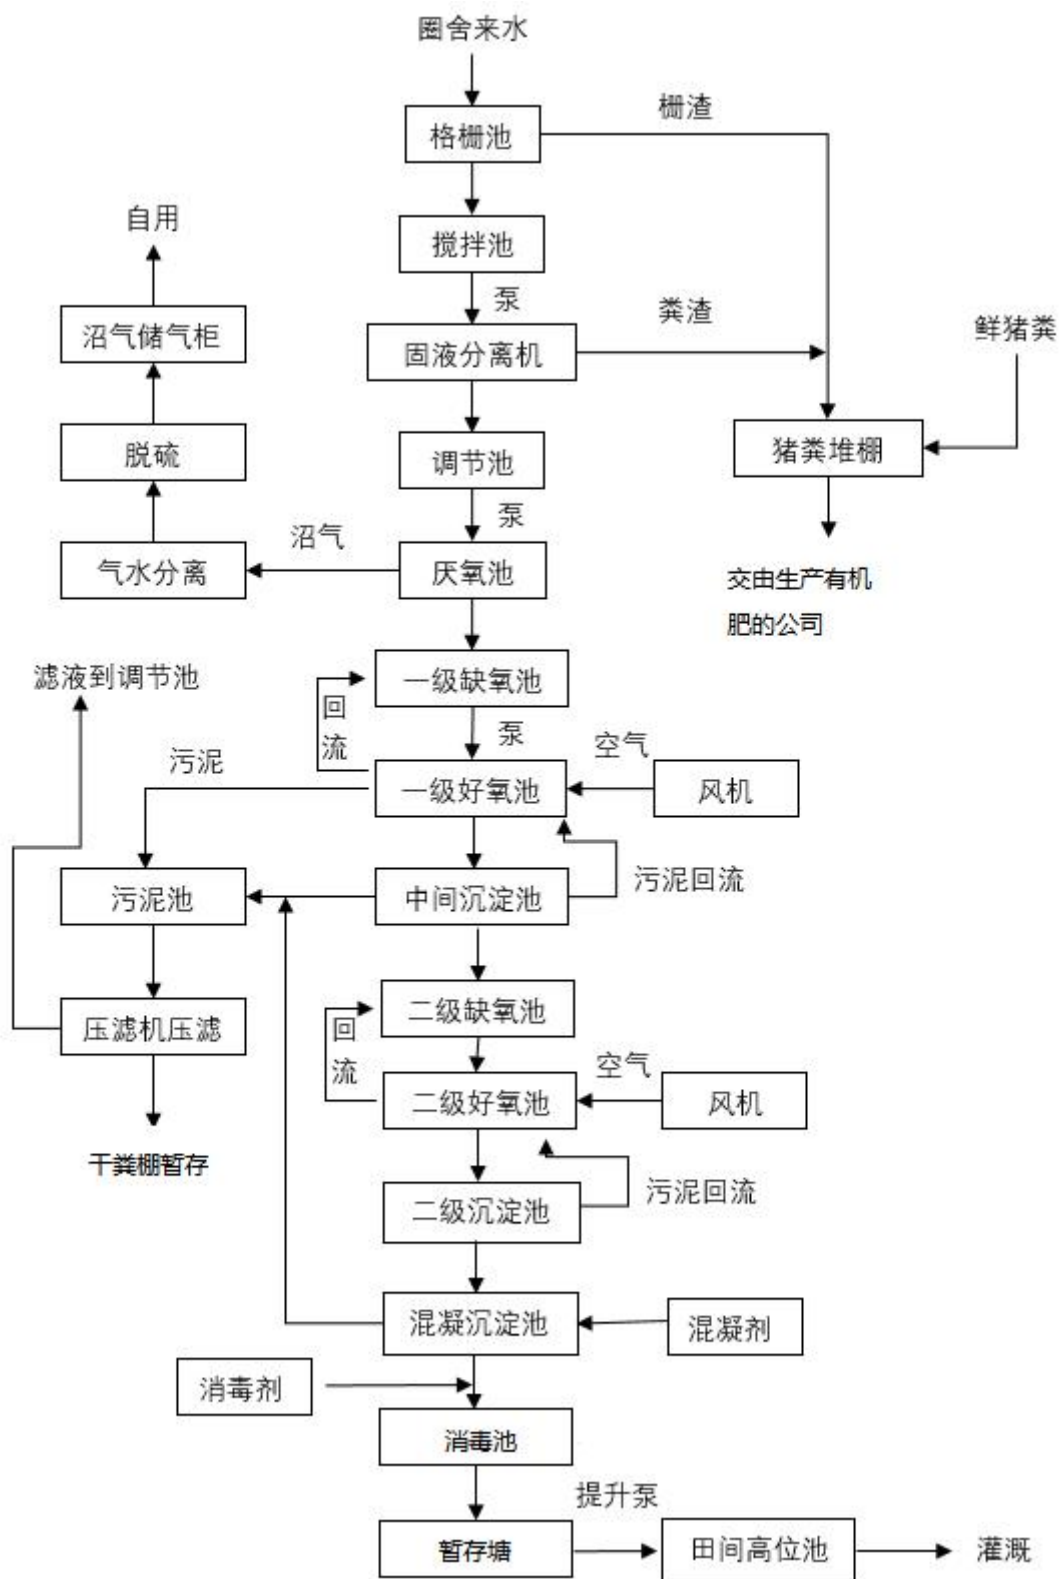 圈舍来水
栅渣
格栅池
自用
搅拌池
泵
粪渣
鲜猪粪
沼气储气柜
固液分离机
脱硫
调节池
猪粪堆棚
泵
沼气
气水分离
厌氧池
交由生产有机
肥的公司
滤液到调节池
一级缺氧池
回
流
泵
空气
污泥
一级好氧池
风机
污泥池
中间沉淀池
污泥回流
二级缺氧池
压滤机压滤
回
流
空气
二级好氧池
风机
干粪棚暂存
二级沉淀池
污泥回流
混凝沉淀池
混凝剂
消毒剂
消毒池
提升泵
暂存塘
田间高位池
灌溉